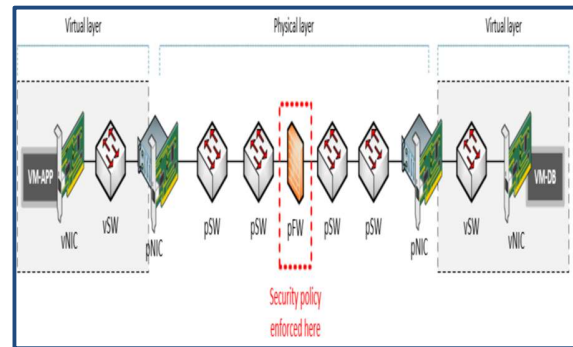 Virtual layer
Physical layer
Virtual layer
VM-APP
vNIC
vSW
pNIC
pSW
pSW
pFW
pSW
pSW
pNIC
vSW
vNIC
VM-DB
Security policy
enforced here